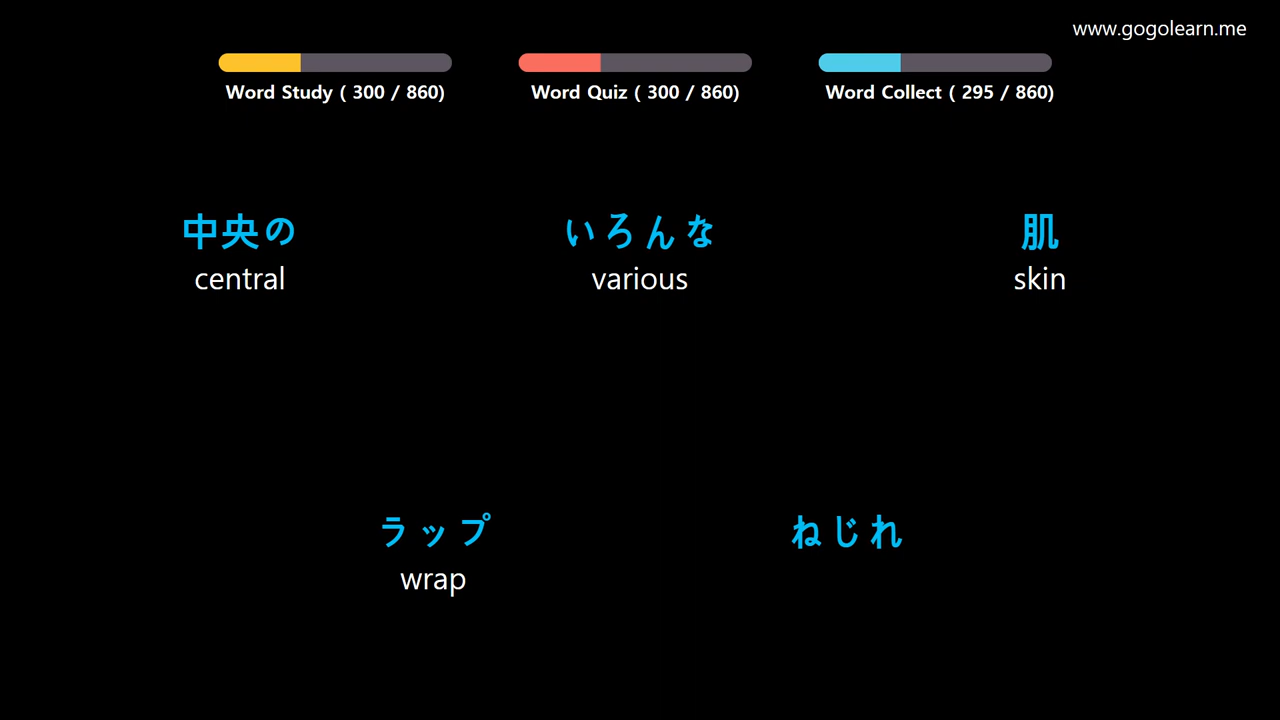 www.gogolearn.me
Word Study ( 300 / 860)
Word Quiz ( 300 / 860)
Word Collect ( 295 / 860)
中央の
central
いろんな
various
肌
skin
ラップ
wrap
ねじれ